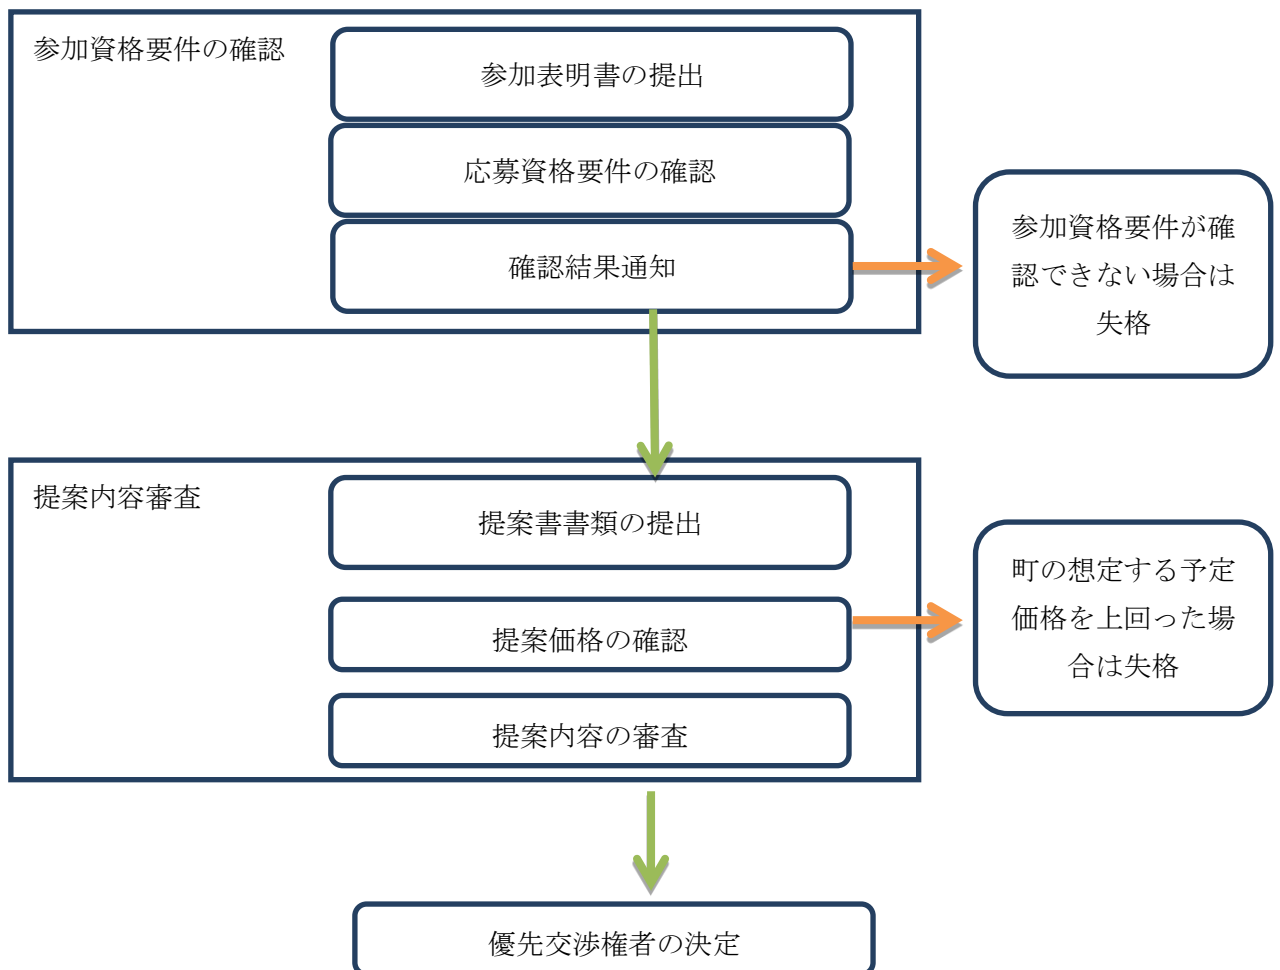 参加資格要件の確認
参加表明書の提出
応募資格要件の確認
確認結果通知
参加資格要件が確
認できない場合は
失格
提案内容審査
提案書書類の提出
提案価格の確認
提案内容の審査
町の想定する予定
価格を上回った場
合は失格
優先交渉権者の決定